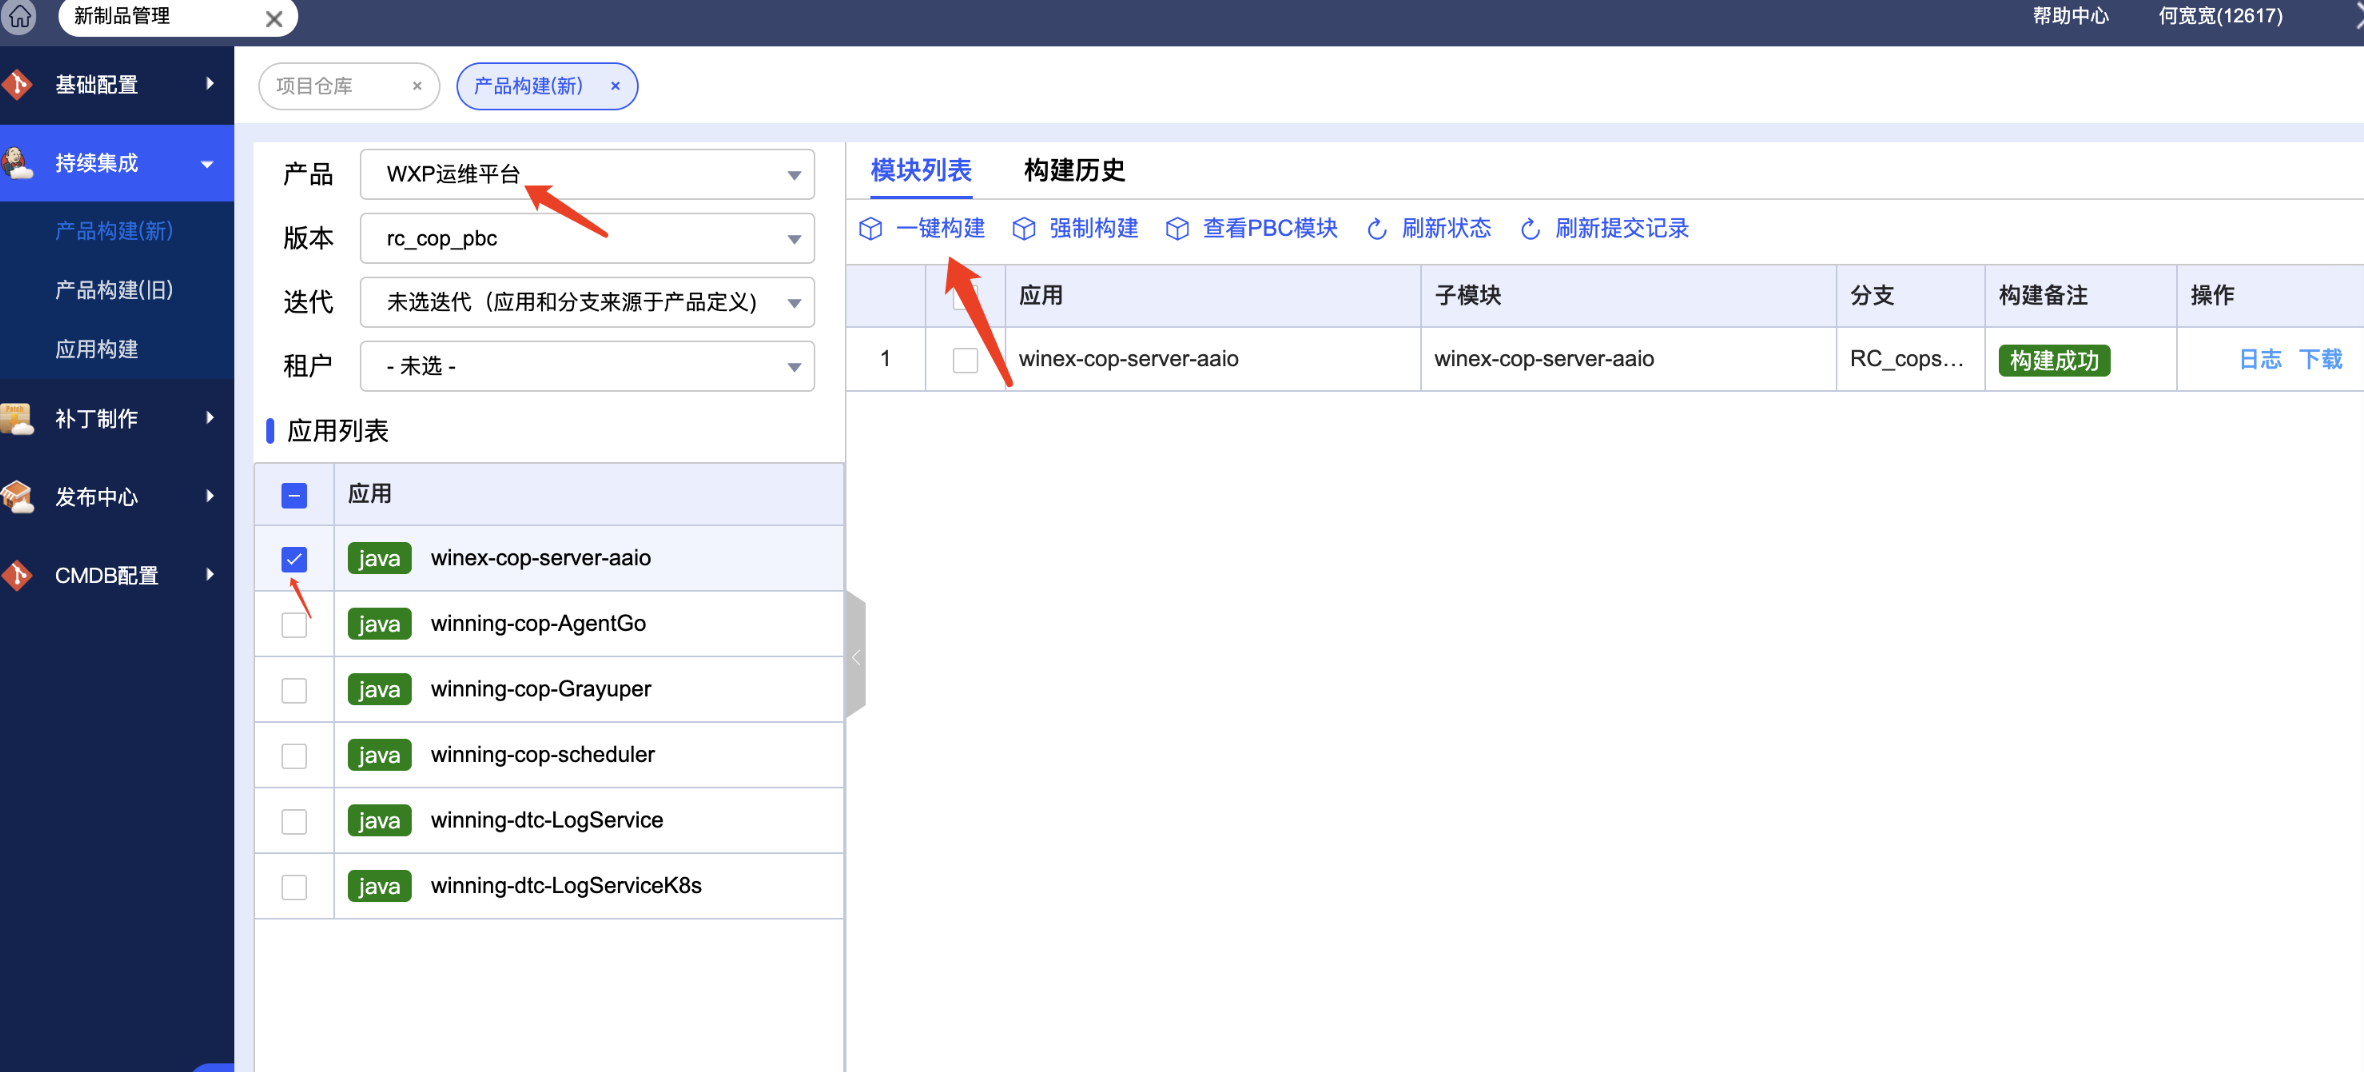 新制品管理
帮助中心
何宽宽(12617)
基础配置
持续集成
产品构建(新)
产品构建(旧)
应用构建
补丁制作
发布中心
CMDB配置
项目仓库
产品构建(新)
产品
WXP运维平台
版本
rc_cop_pbc
迭代
未选迭代（应用和分支来源于产品定义)
租户
- 未选 -
应用列表
应用
java winex-cop-server-aaio
java winning-cop-AgentGo
java winning-cop-Grayuper
java winning-cop-scheduler
java winning-dtc-LogService
java winning-dtc-LogServiceK8s
模块列表 构建历史
一键构建 强制构建 查看PBC模块 刷新状态 刷新提交记录
应用 子模块 分支 构建备注 操作
1 winex-cop-server-aaio winex-cop-server-aaio RC_cops... 构建成功 日志 下载